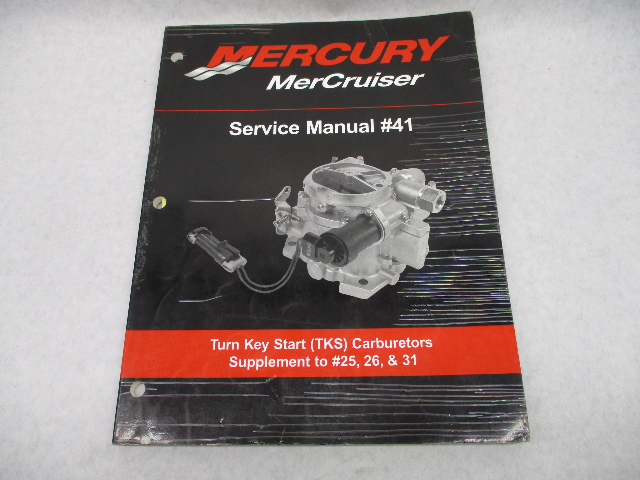 MERCURY
MerCruiser
Service Manual #41
Turn Key Start (TKS) Carburetors
Supplement to #25, 26, & 31